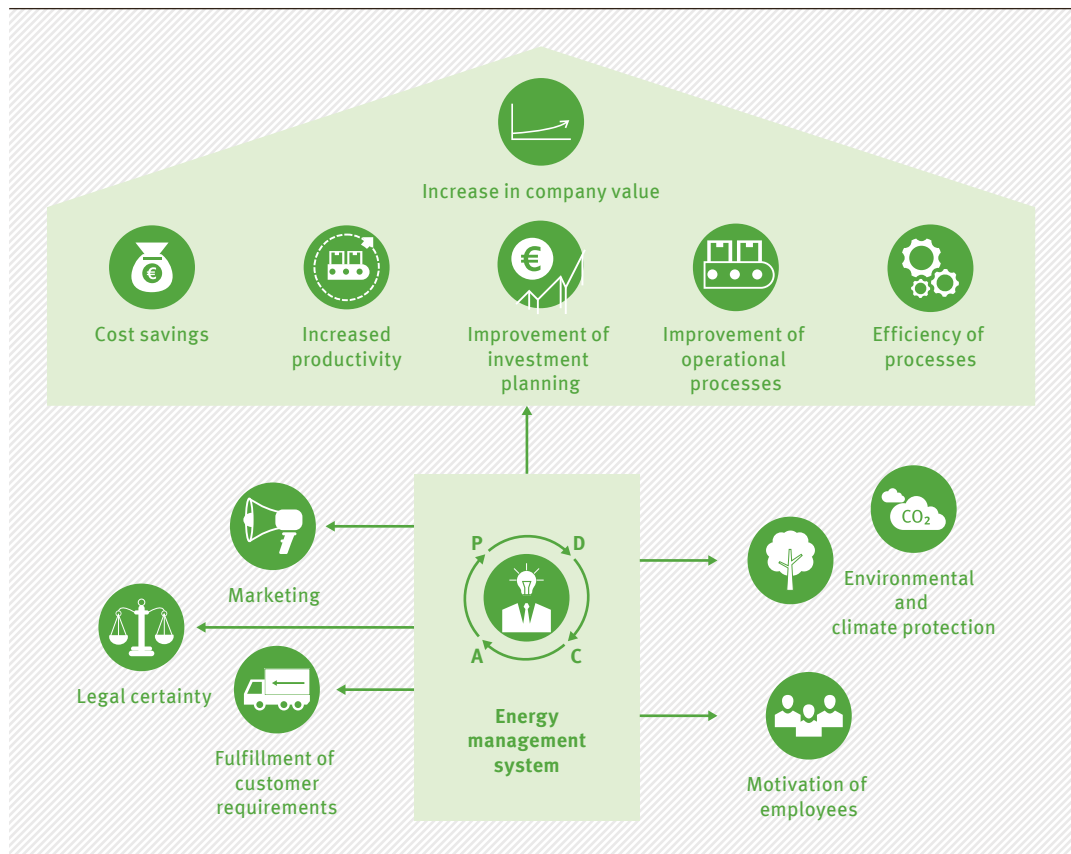 Increase in company value
€
Cost savings
Increased
productivity
€
Improvement of
investment
planning
Improvement of
operational
processes
Efficiency of
processes
Marketing
Legal certainty
Fulfillment of
customer
requirements
P
D
A
C
Energy
management
system
CO₂
Environmental
and
climate protection
Motivation of
employees